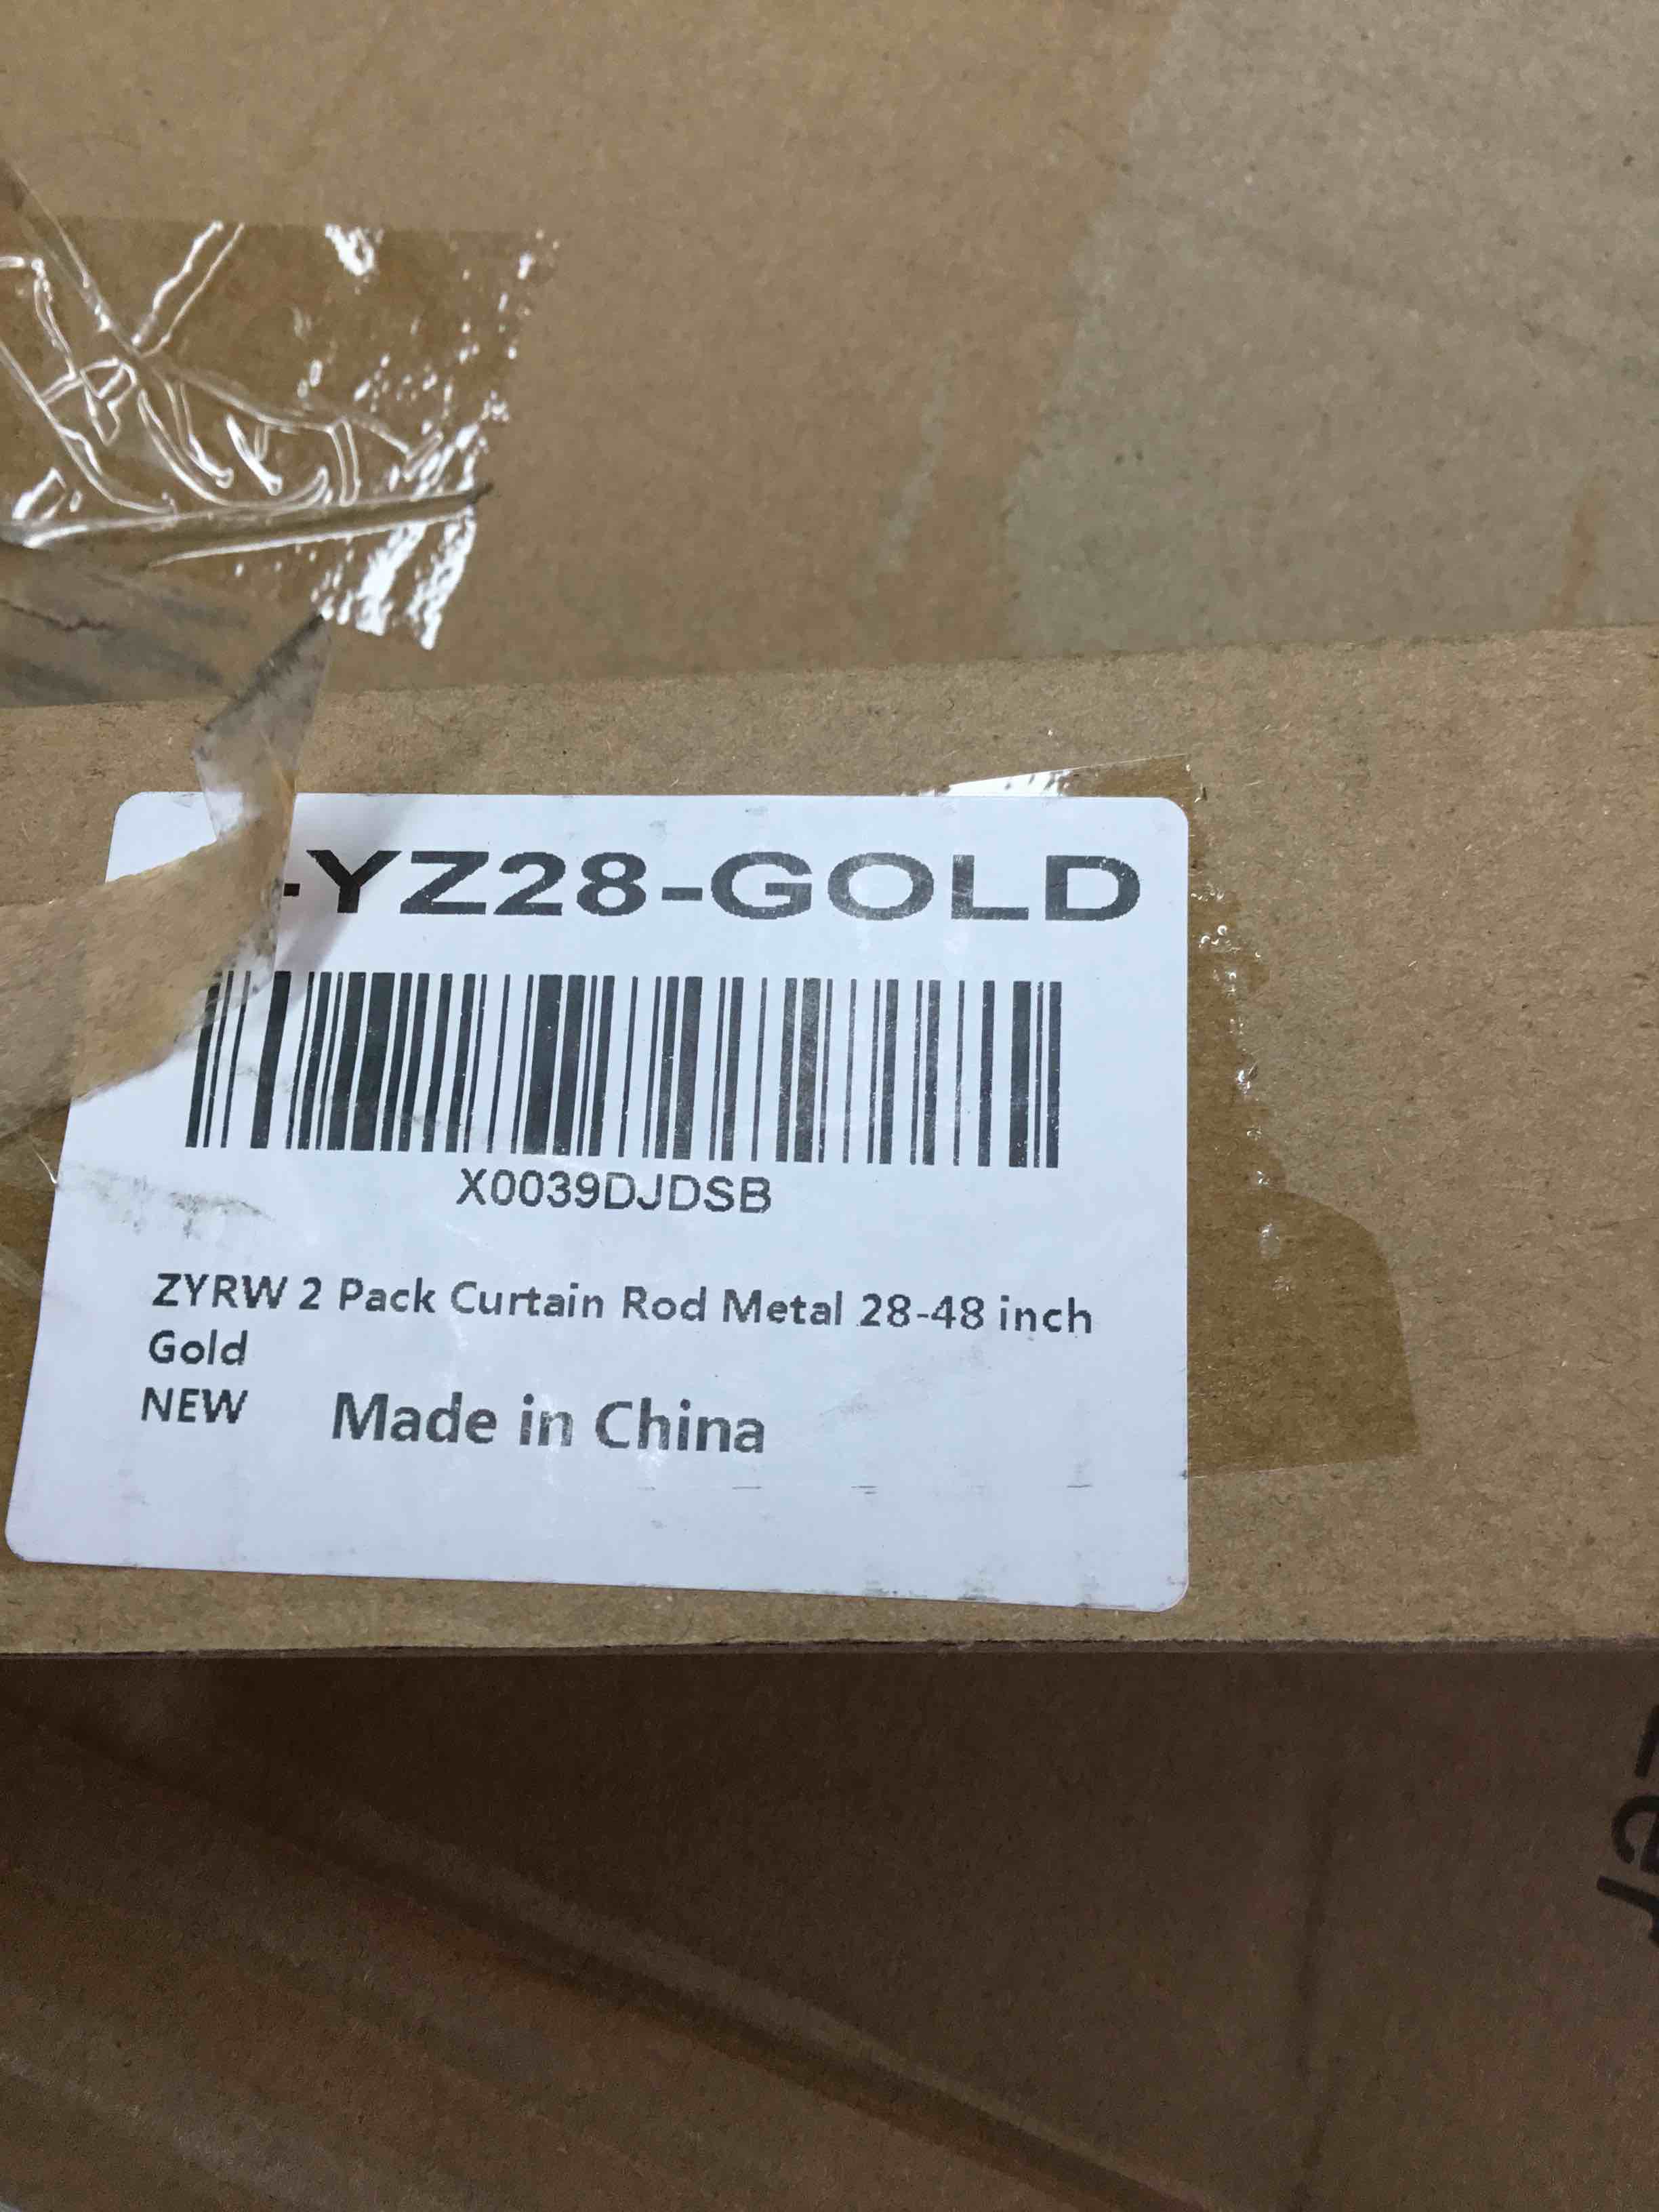 -YZ28-GOLD
X0039DJDSB
ZYRW 2 Pack Curtain Rod Metal 28-48 inch
Gold
NEW Made in China